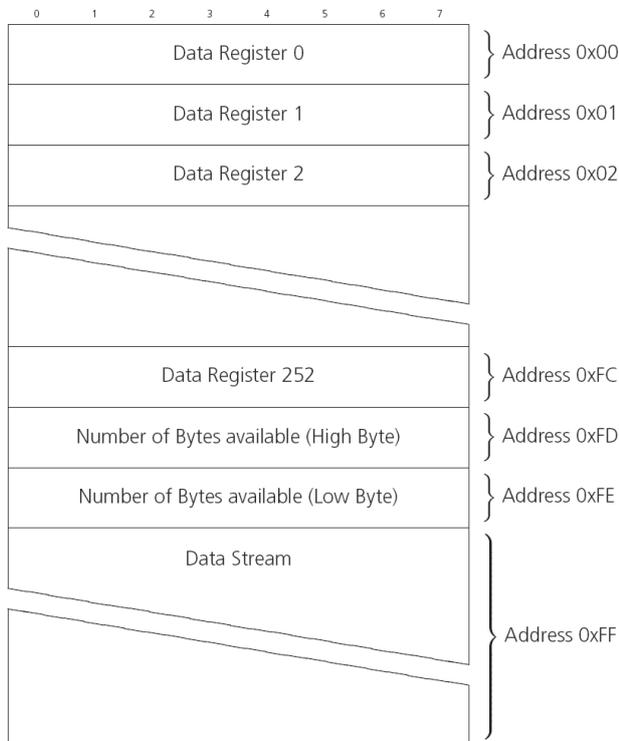 0 1 2 3 4 5 6 7
Data Register 0 Address 0x00
Data Register 1 Address 0x01
Data Register 2 Address 0x02
Data Register 252 Address 0xFC
Number of Bytes available (High Byte) Address 0xFD
Number of Bytes available (Low Byte) Address 0xFE
Data Stream
Address 0xFF